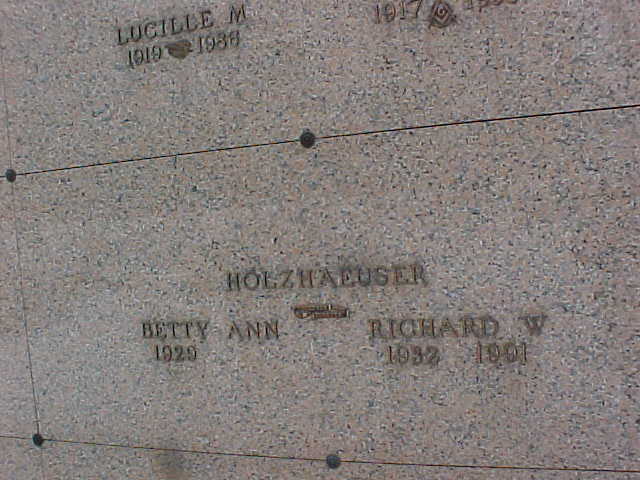 LUCILLE M
1919 1988
1917
HOLZHAEUSER
BETTY ANN RICHARD W
1929 1932 1991